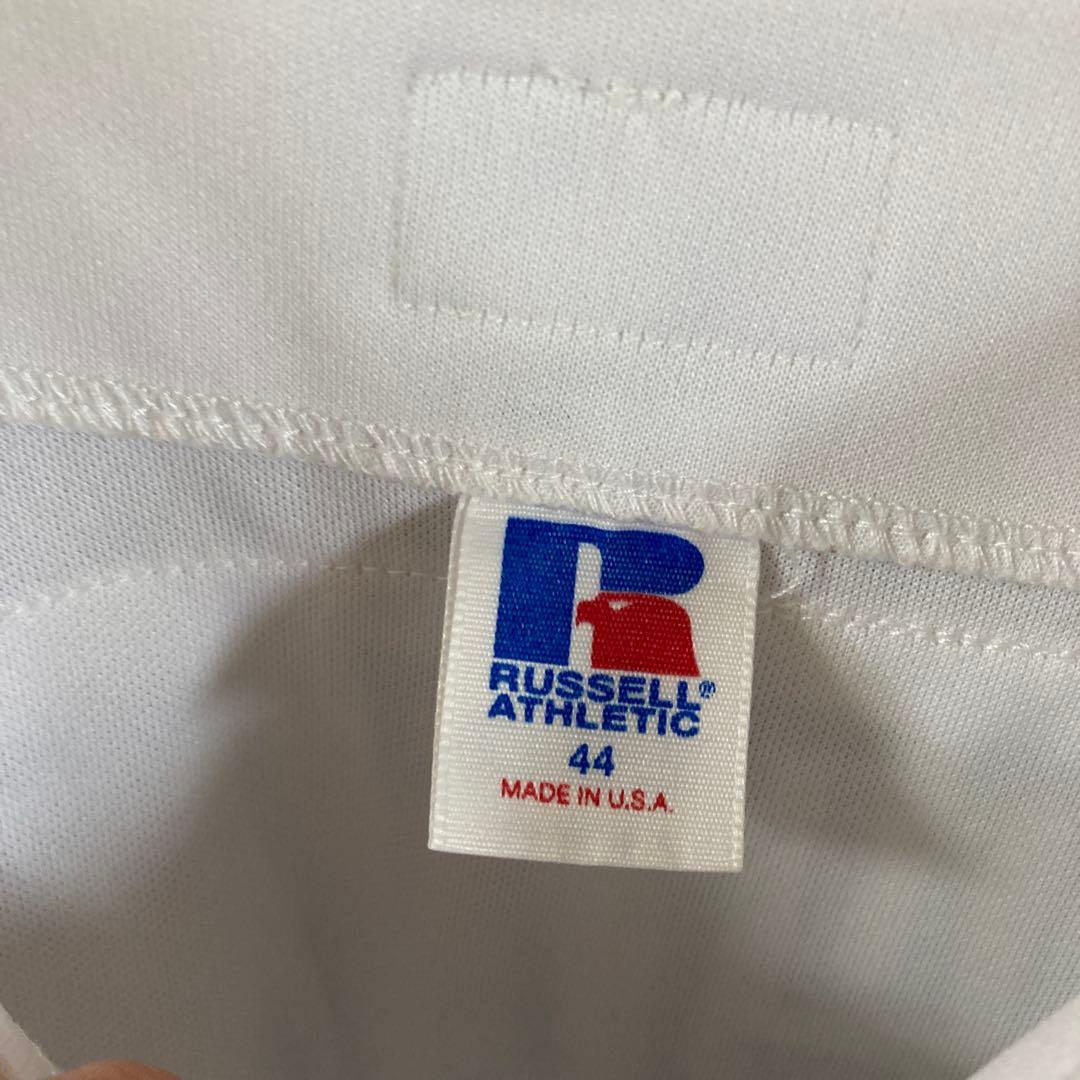 RUSSELL®
ATHLETIC
44
MADE IN U.S.A.